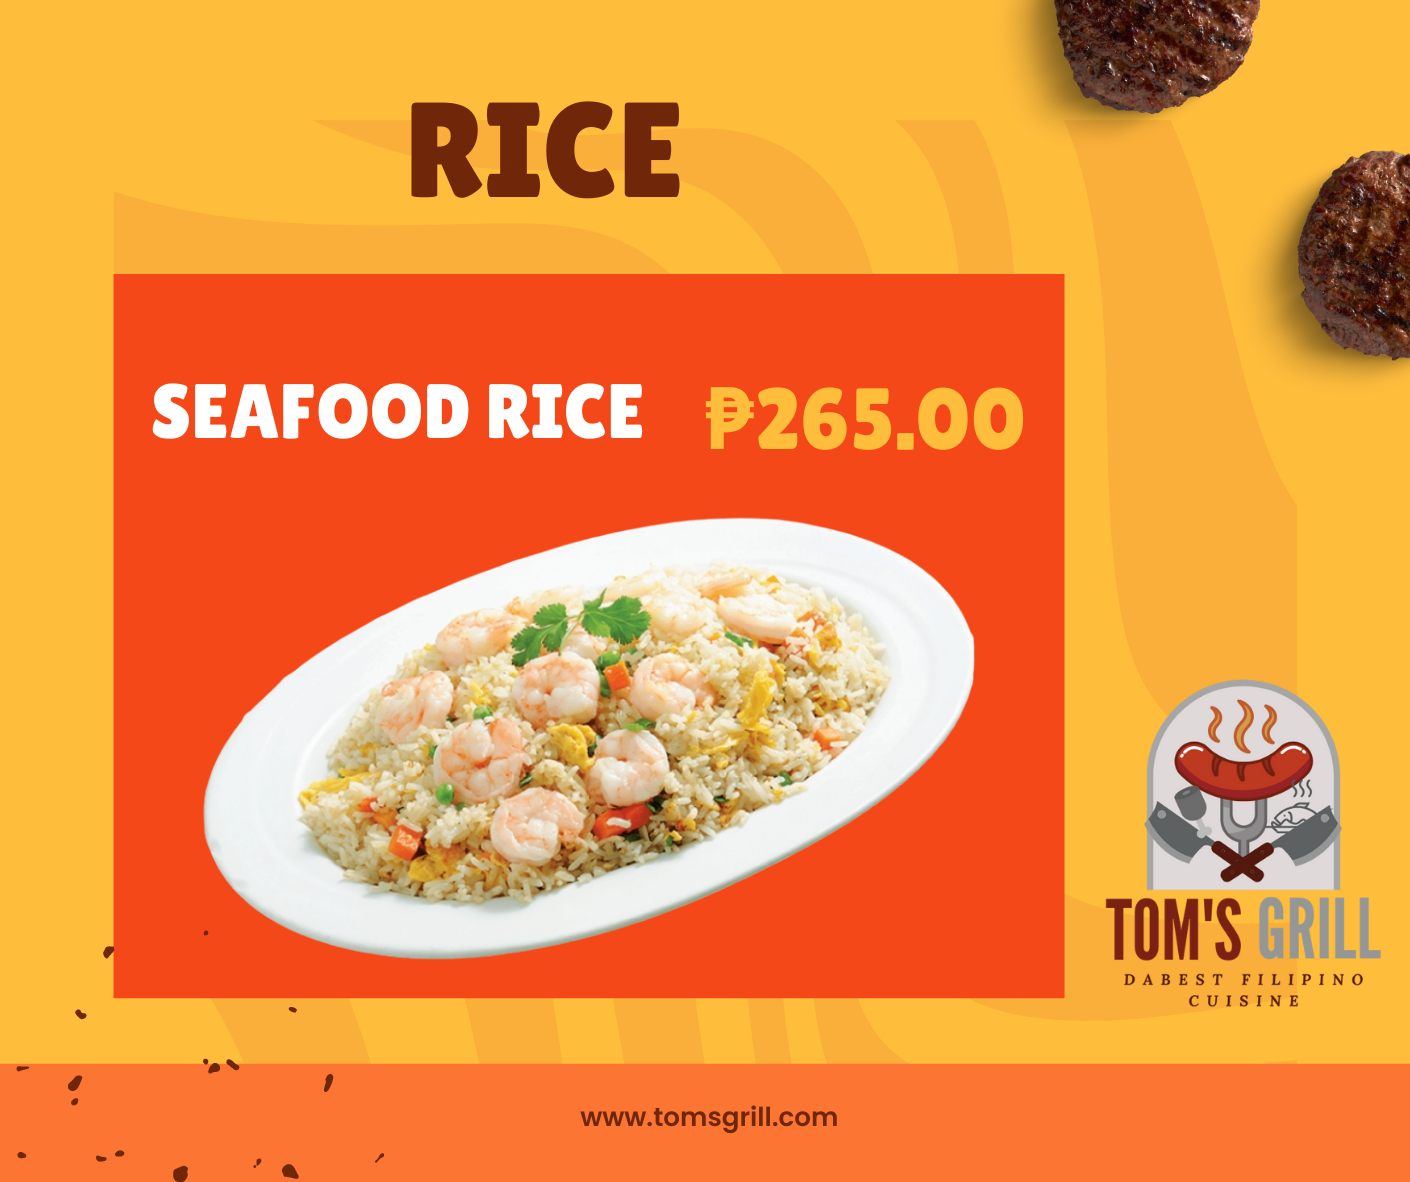 RICE
SEAFOOD RICE ₱265.00
TOM'S GRILL
DABEST FILIPINO
CUISINE
www.tomsgrill.com